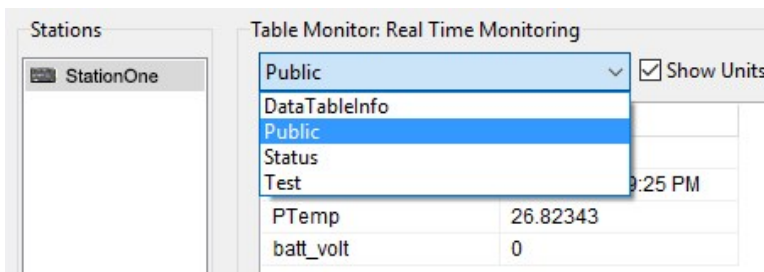 Stations
StationOne
Table Monitor: Real Time Monitoring
Public
Show Units
DataTableInfo
Public
Status
Test
:25 PM
PTemp 26.82343
batt_volt 0